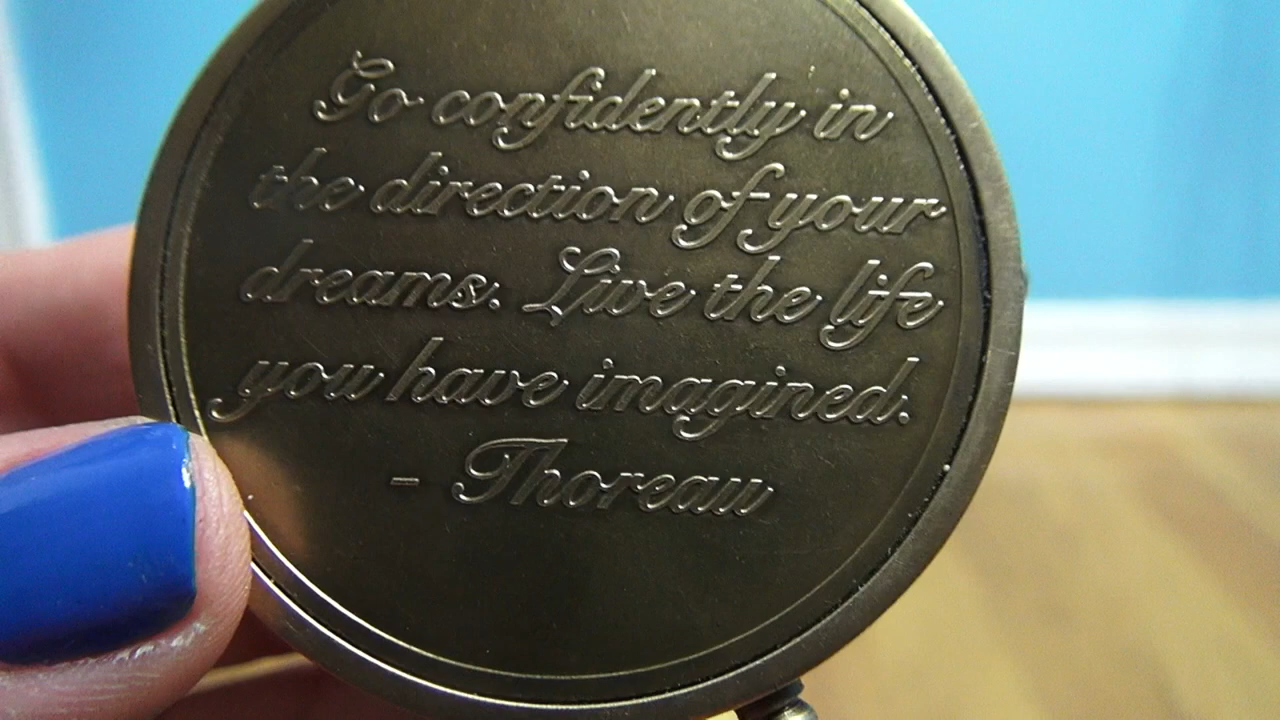 Go confidently in
the direction of your
dreams. Live the life
you have imagined.
- Thoreau